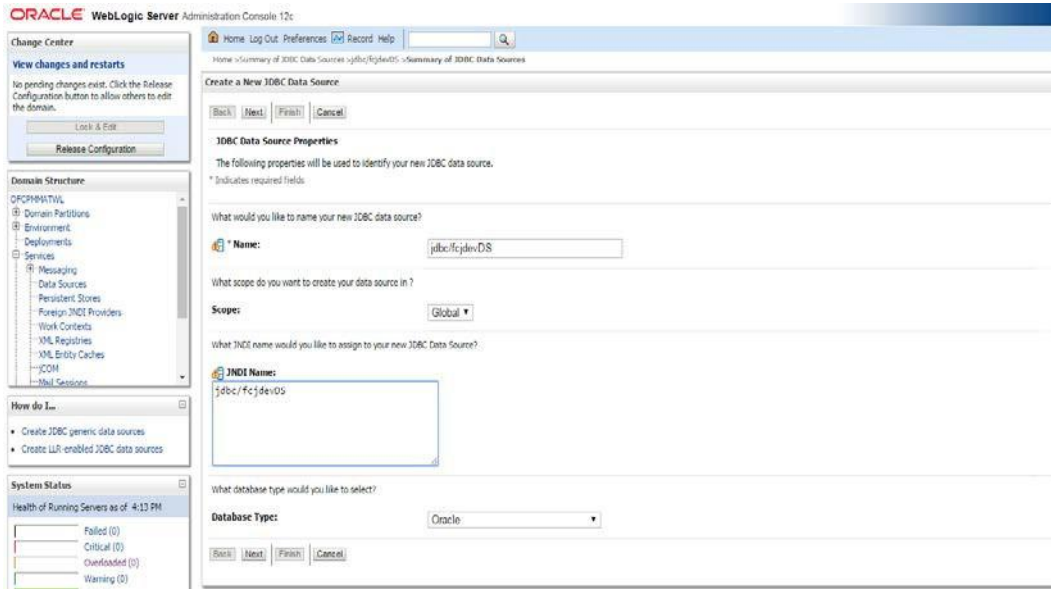 ORACLE WebLogic Server Administration Console 12c
Change Center
View changes and restarts
No pending changes exist. Click the Release
Configuration button to allow others to edit
the domain.
Lock & Edit
Release Configuration
Domain Structure
OFCPMMATWL
Domain Partitions
Environment
Deployments
Services
Messaging
Data Sources
Persistent Stores
Foreign JNDI Providers
Work Contexts
XML Registries
XML Entity Caches
jCOM
Mail Sessions
How do I...
Create JDBC generic data sources
Create LLR-enabled JDBC data sources
System Status
Health of Running Servers as of 4:13 PM
Failed (0)
Critical (0)
Overloaded (0)
Warning (0)
Home Log Out Preferences Record Help
Home >Summary of JDBC Data Sources >jdbc/fcjdevDS >Summary of JDBC Data Sources
Create a New JDBC Data Source
Back Next Finish Cancel
JDBC Data Source Properties
The following properties will be used to identify your new JDBC data source.
* Indicates required fields
What would you like to name your new JDBC data source?
* Name: jdbc/fcjdevDS
What scope do you want to create your data source in ?
Scope: Global
What JNDI name would you like to assign to your new JDBC Data Source?
JNDI Name:
jdbc/fcjdevDS
What database type would you like to select?
Database Type: Oracle
Back Next Finish Cancel